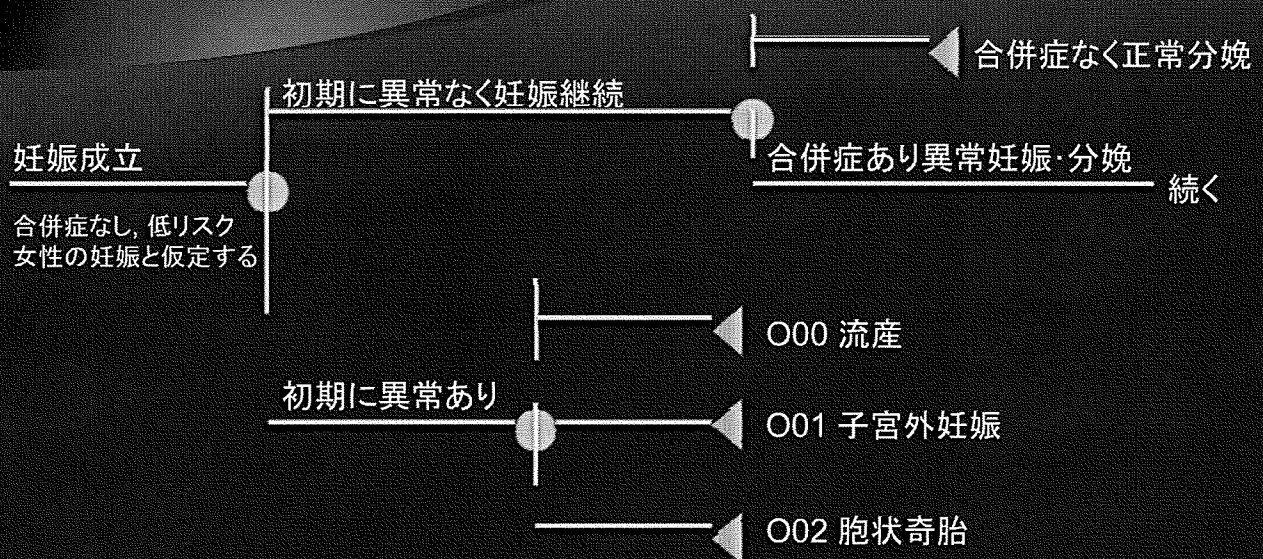 合併症なく正常分娩
初期に異常なく妊娠継続
妊娠成立
合併症あり異常妊娠・分娩
続く
合併症なし, 低リスク
女性の妊娠と仮定する
O00 流産
初期に異常あり
O01 子宮外妊娠
O02 胞状奇胎